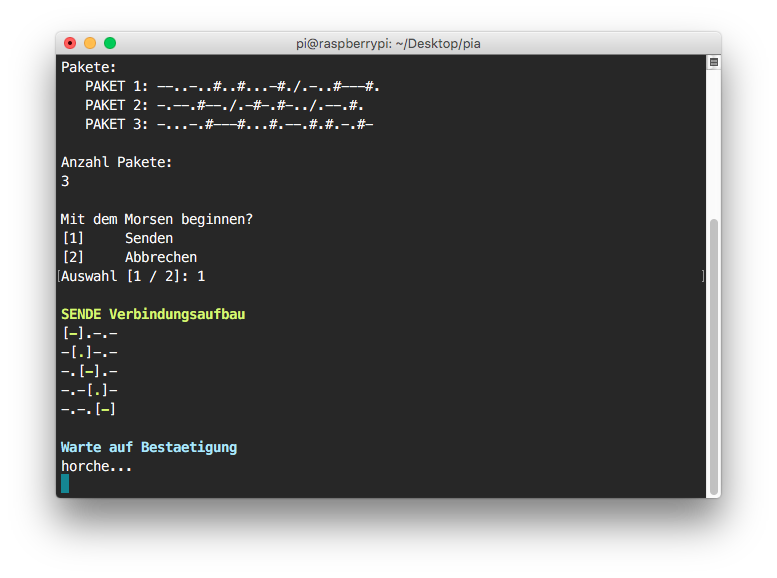 pi@raspberrypi: ~/Desktop/pia
Pakete:
PAKET 1: --..-..#..#...-#./.-..#---#.
PAKET 2: -.--.#--./.-#-.#-../.--.#.
PAKET 3: -...-.#---#...#.--.#.#.-.#-
Anzahl Pakete:
3
Mit dem Morsen beginnen?
[1] Senden
[2] Abbrechen
[Auswahl [1 / 2]: 1 ]
SENDE Verbindungsaufbau
[-].-.-
-[.]-.-
-.[-].-
-.-[.]-
-.-.[-]
Warte auf Bestaetigung
horche...